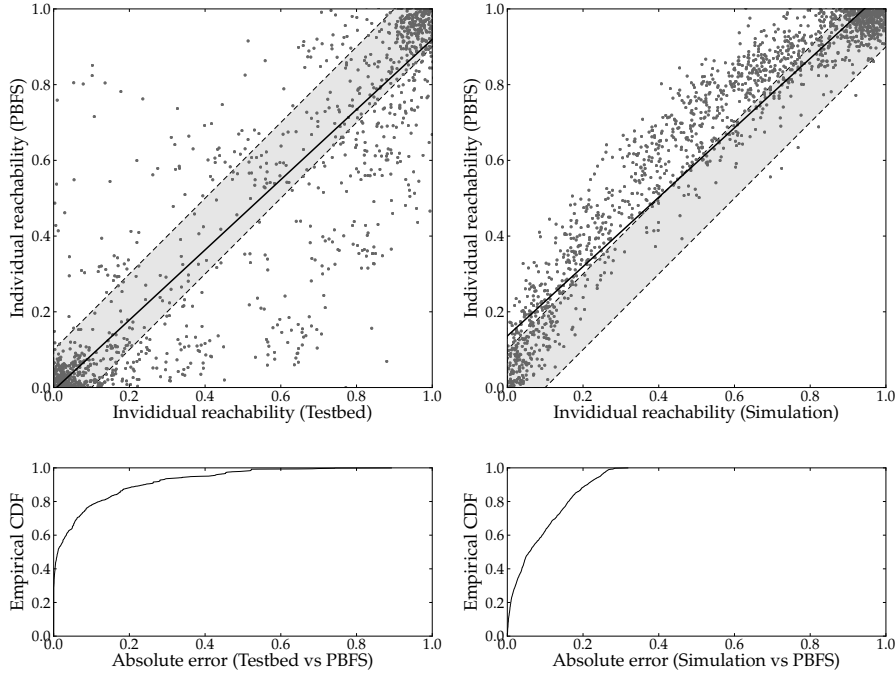 1.0
0.8
0.6
0.4
0.2
0.0
Individual reachability (PBFS)
0.0 0.2 0.4 0.6 0.8 1.0
Invididual reachability (Testbed)
1.0
0.8
0.6
0.4
0.2
0.0
Individual reachability (PBFS)
0.0 0.2 0.4 0.6 0.8 1.0
Invididual reachability (Simulation)
1.0
0.8
0.6
0.4
0.2
0.0
Empirical CDF
0.0 0.2 0.4 0.6 0.8 1.0
Absolute error (Testbed vs PBFS)
1.0
0.8
0.6
0.4
0.2
0.0
Empirical CDF
0.0 0.2 0.4 0.6 0.8 1.0
Absolute error (Simulation vs PBFS)